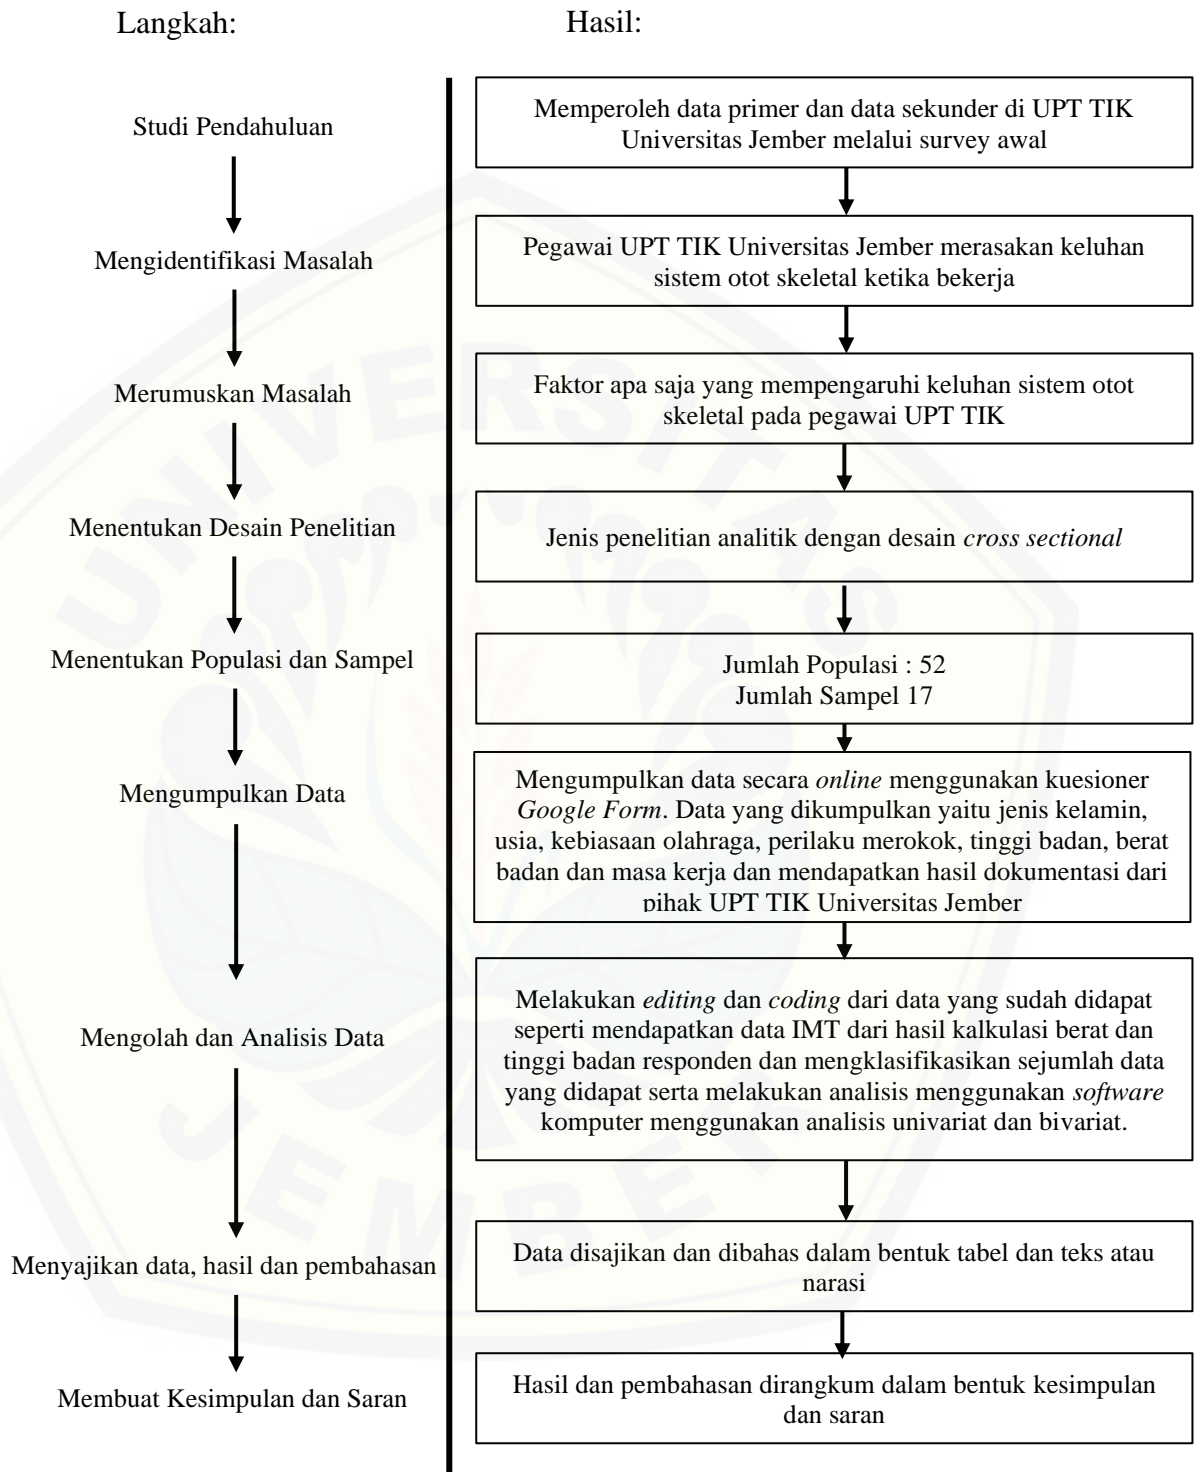 Langkah:
Hasil:
Studi Pendahuluan
Memperoleh data primer dan data sekunder di UPT TIK
Universitas Jember melalui survey awal
Mengidentifikasi Masalah
Pegawai UPT TIK Universitas Jember merasakan keluhan
sistem otot skeletal ketika bekerja
Merumuskan Masalah
Faktor apa saja yang mempengaruhi keluhan sistem otot
skeletal pada pegawai UPT TIK
Menentukan Desain Penelitian
Jenis penelitian analitik dengan desain cross sectional
Menentukan Populasi dan Sampel
Jumlah Populasi : 52
Jumlah Sampel 17
Mengumpulkan Data
Mengumpulkan data secara online menggunakan kuesioner
Google Form. Data yang dikumpulkan yaitu jenis kelamin,
usia, kebiasaan olahraga, perilaku merokok, tinggi badan, berat
badan dan masa kerja dan mendapatkan hasil dokumentasi dari
pihak UPT TIK Universitas Jember
Mengolah dan Analisis Data
Melakukan editing dan coding dari data yang sudah didapat
seperti mendapatkan data IMT dari hasil kalkulasi berat dan
tinggi badan responden dan mengklasifikasikan sejumlah data
yang didapat serta melakukan analisis menggunakan software
komputer menggunakan analisis univariat dan bivariat.
Menyajikan data, hasil dan pembahasan
Data disajikan dan dibahas dalam bentuk tabel dan teks atau
narasi
Membuat Kesimpulan dan Saran
Hasil dan pembahasan dirangkum dalam bentuk kesimpulan
dan saran
UNIVERSITAS
JEMBER